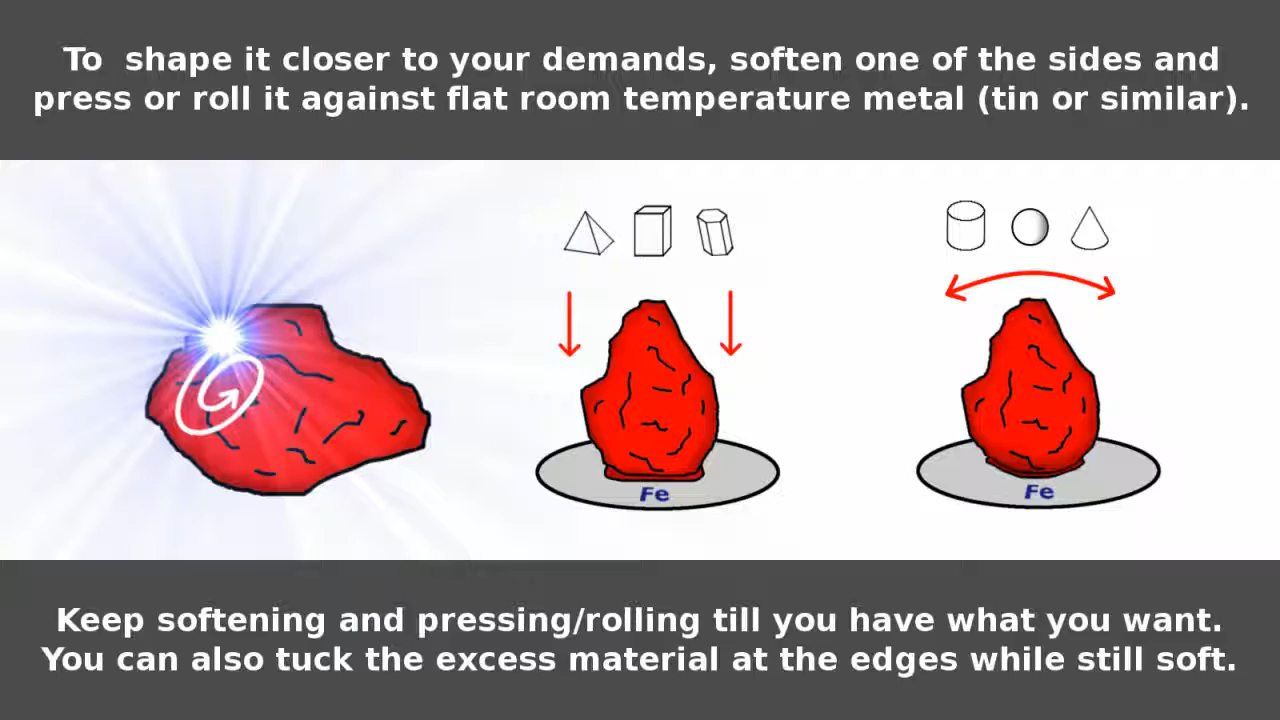 To  shape it closer to your demands, soften one of the sides and
press or roll it against flat room temperature metal (tin or similar).
Fe
Fe
Keep softening and pressing/rolling till you have what you want.
You can also tuck the excess material at the edges while still soft.